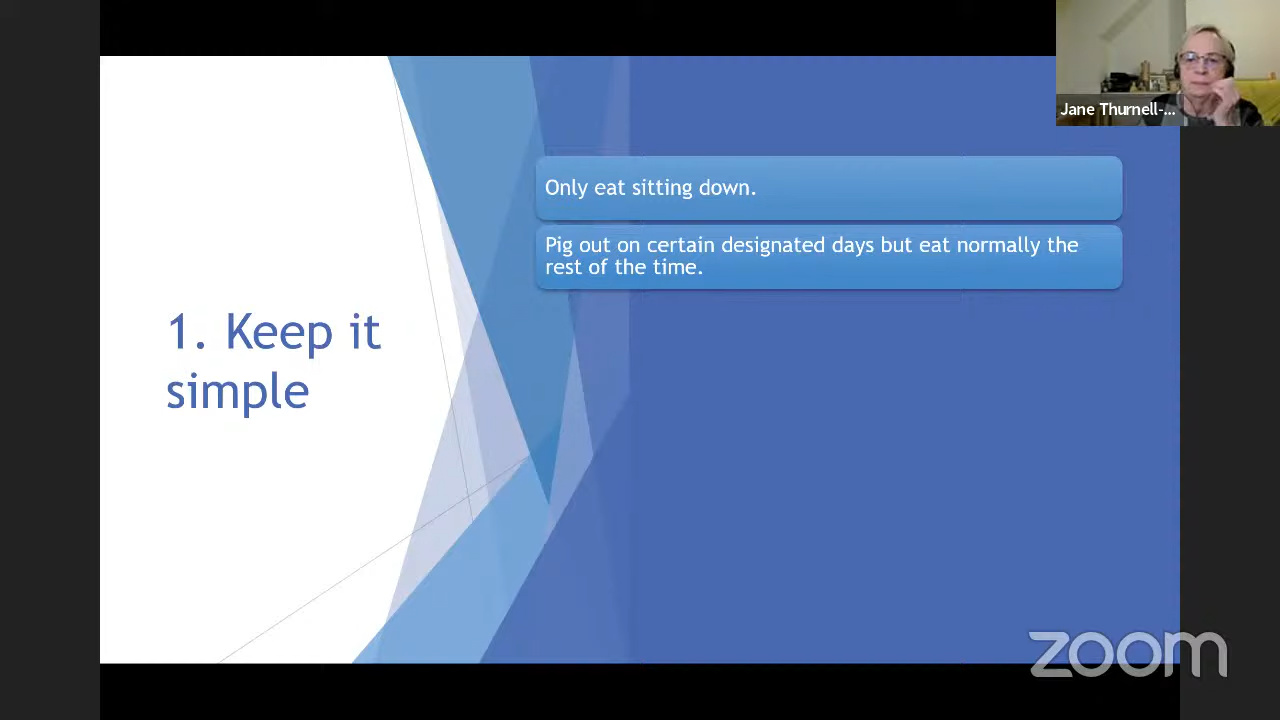 Jane Thurnell-...
Only eat sitting down.
Pig out on certain designated days but eat normally the
rest of the time.
1. Keep it
simple
zoom